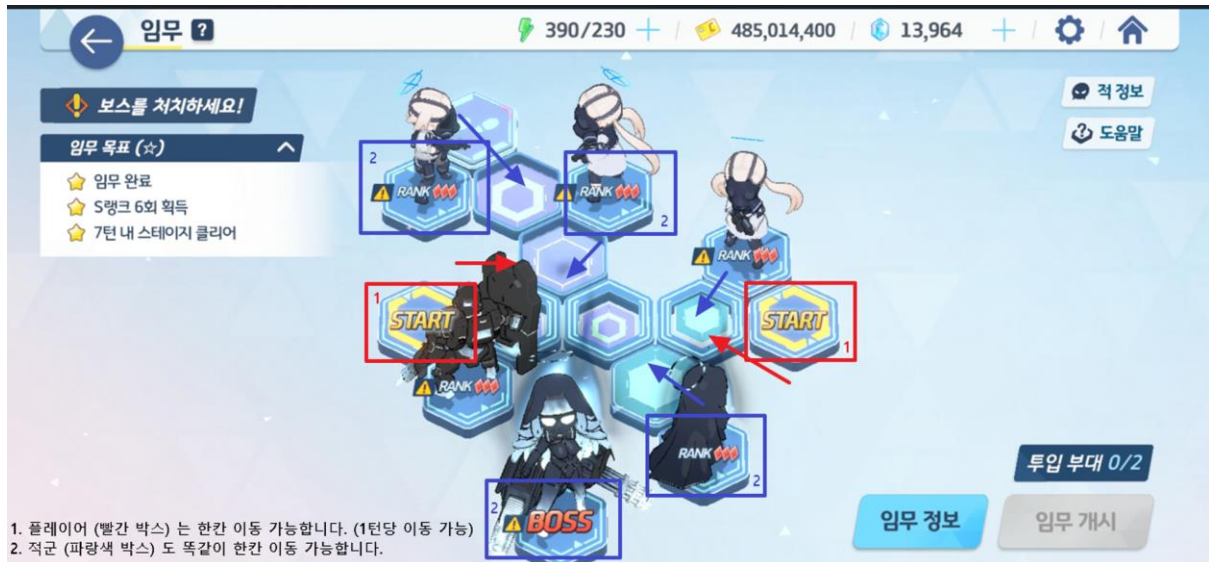 임무 ?
390/230
485,014,400
13,964
보스를 처치하세요!
적 정보
도움말
임무 목표 (☆)
임무 완료
S랭크 6회 획득
7턴 내 스테이지 클리어
2
RANK
RANK
2
RANK
1
START
START
1
RANK
RANK
2
2
BOSS
투입 부대 0/2
임무 정보
임무 개시
1. 플레이어 (빨간 박스) 는 한칸 이동 가능합니다. (1턴당 이동 가능)
2. 적군 (파랑색 박스) 도 똑같이 한칸 이동 가능합니다.